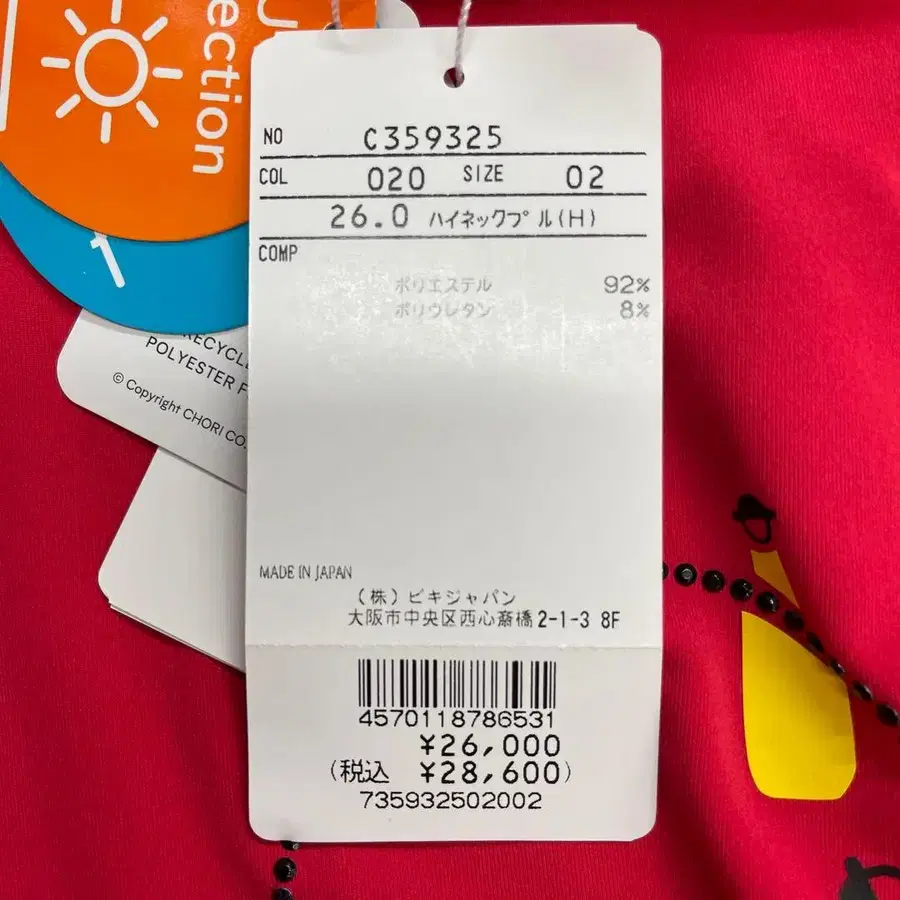 ection
RECYCLE
POLYESTER F
© Copyright CHORI CO.
NO C359325
COL 020 SIZE 02
26.0 ハイネックプル(H)
COMP
ポリエステル 92%
ポリウレタン 8%
MADE IN JAPAN
(株)ピキジャパン
大阪市中央区西心斎橋2-1-3 8F
4570118786531
¥26,000
(税込 ¥28,600)
735932502002